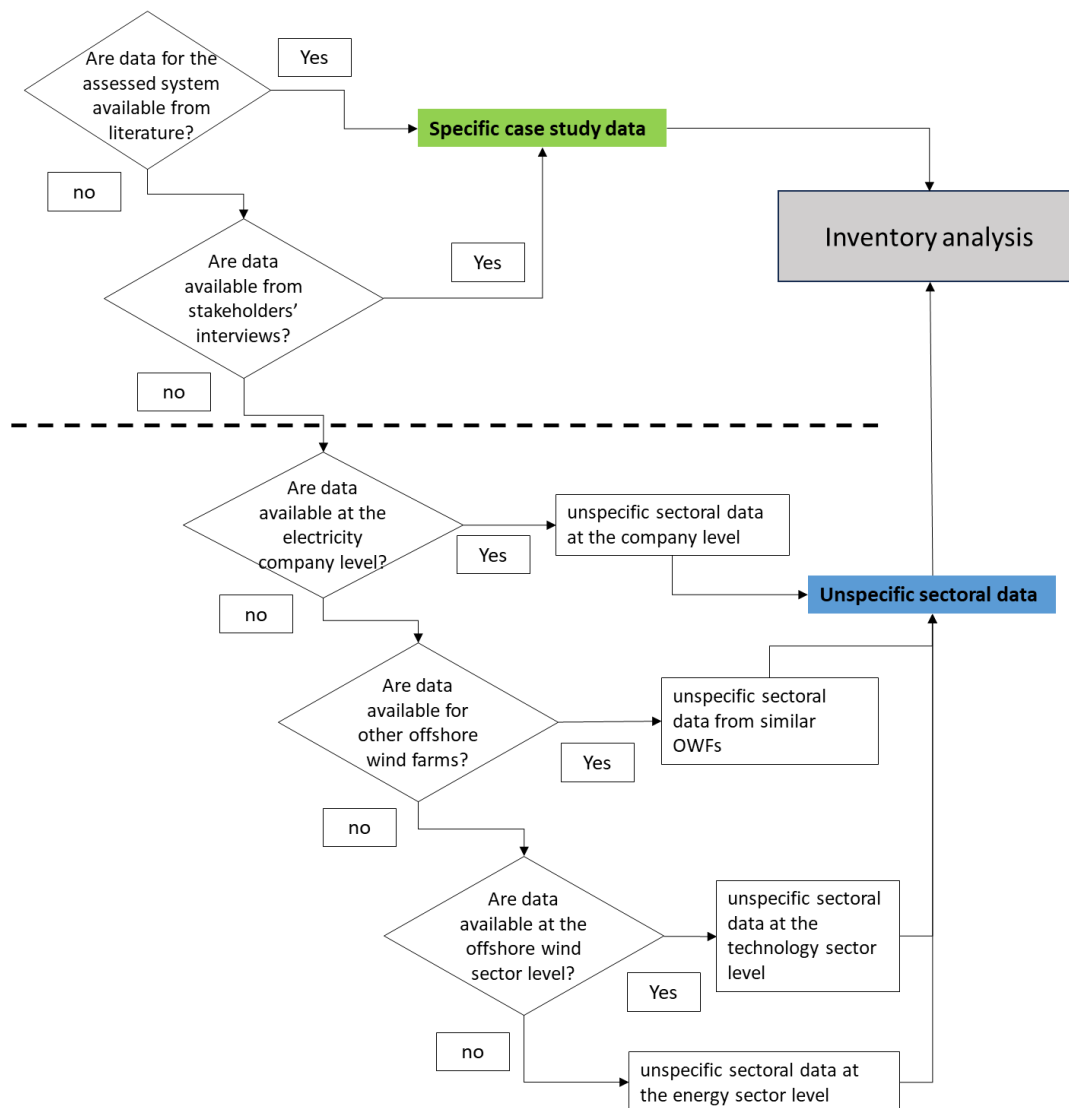 Are data for the
assessed system
available from
literature?
Yes
Specific case study data
no
Inventory analysis
Are data
available from
stakeholders’
interviews?
Yes
no
Are data
available at the
electricity
company level?
Yes
unspecific sectoral data
at the company level
Unspecific sectoral data
no
Are data
available for
other offshore
wind farms?
Yes
unspecific sectoral
data from similar
OWFs
no
Are data
available at the
offshore wind
sector level?
Yes
unspecific sectoral
data at the
technology sector
level
no
unspecific sectoral data at
the energy sector level